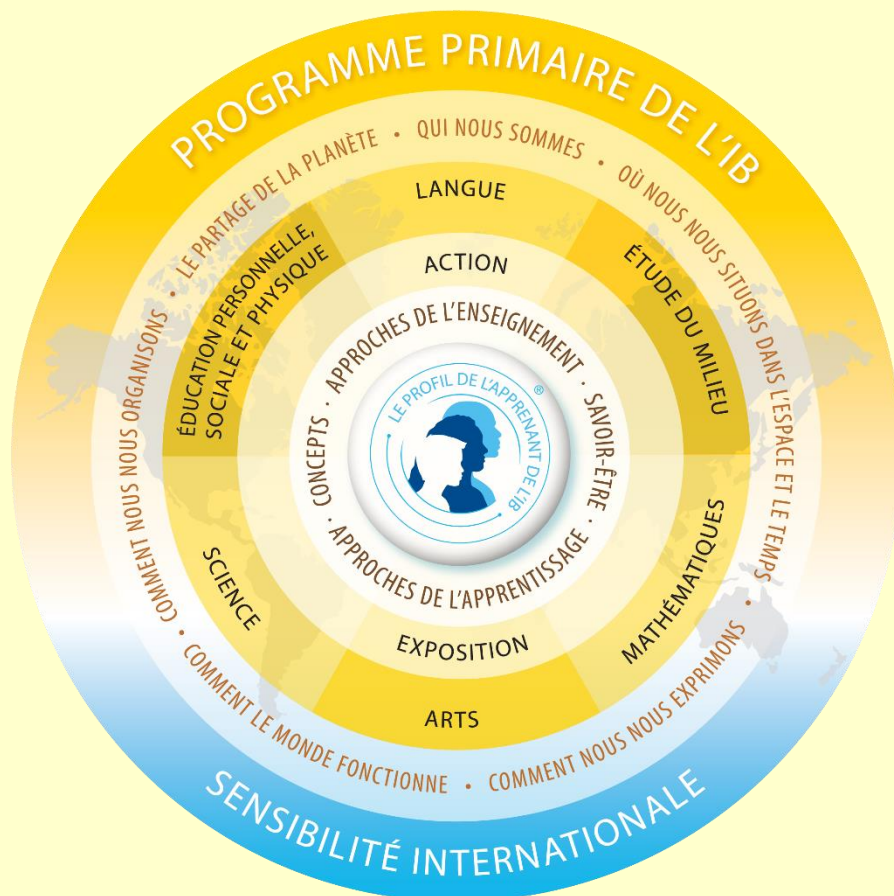 PROGRAMME PRIMAIRE DE L'IB
QUI NOUS SOMMES • OÙ NOUS NOUS SITUONS DANS L'ESPACE ET LE TEMPS • COMMENT NOUS NOUS EXPRIMONS • COMMENT LE MONDE FONCTIONNE • COMMENT NOUS NOUS ORGANISONS • LE PARTAGE DE LA PLANÈTE •
LANGUE
ÉTUDE DU MILIEU
MATHÉMATIQUES
ARTS
SCIENCE
ÉDUCATION PERSONNELLE,
SOCIALE ET PHYSIQUE
ACTION
APPROCHES DE L'ENSEIGNEMENT · SAVOIR-ÊTRE · APPROCHES DE L'APPRENTISSAGE · CONCEPTS ·
LE PROFIL DE L'APPRENANT DE L'IB
®
EXPOSITION
SENSIBILITÉ INTERNATIONALE